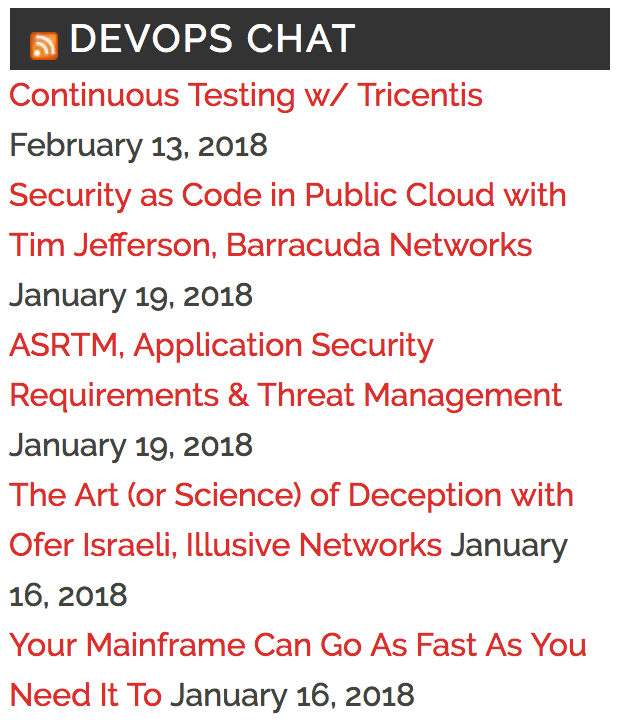 DEVOPS CHAT
Continuous Testing w/ Tricentis
February 13, 2018
Security as Code in Public Cloud with
Tim Jefferson, Barracuda Networks
January 19, 2018
ASRTM, Application Security
Requirements & Threat Management
January 19, 2018
The Art (or Science) of Deception with
Ofer Israeli, Illusive Networks January
16, 2018
Your Mainframe Can Go As Fast As You
Need It To January 16, 2018